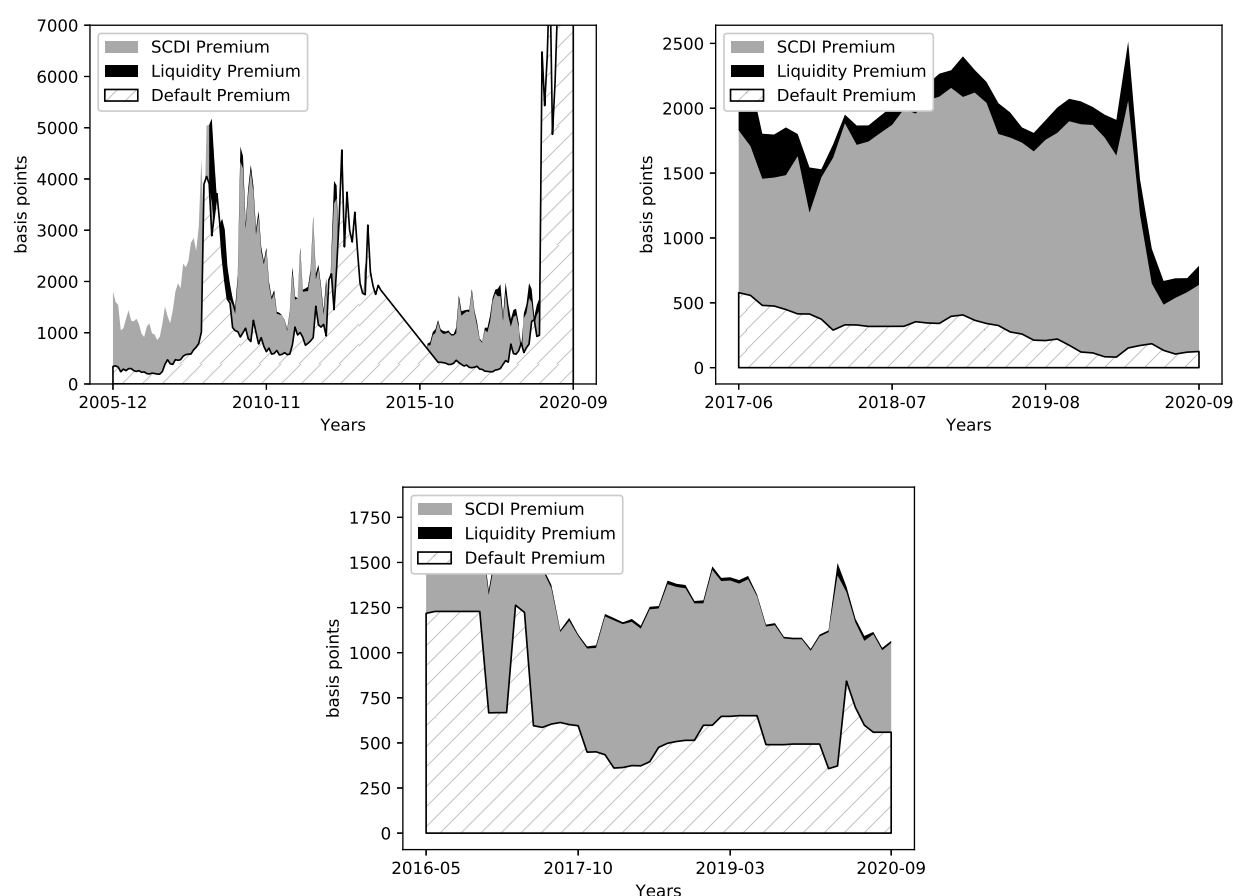 7000
6000
5000
4000
3000
2000
1000
0
basis points
SCDI Premium
Liquidity Premium
Default Premium
2005-12 2010-11 2015-10 2020-09
Years
2500
2000
1500
1000
500
0
basis points
SCDI Premium
Liquidity Premium
Default Premium
2017-06 2018-07 2019-08 2020-09
Years
1750
1500
1250
1000
750
500
250
0
basis points
SCDI Premium
Liquidity Premium
Default Premium
2016-05 2017-10 2019-03 2020-09
Years